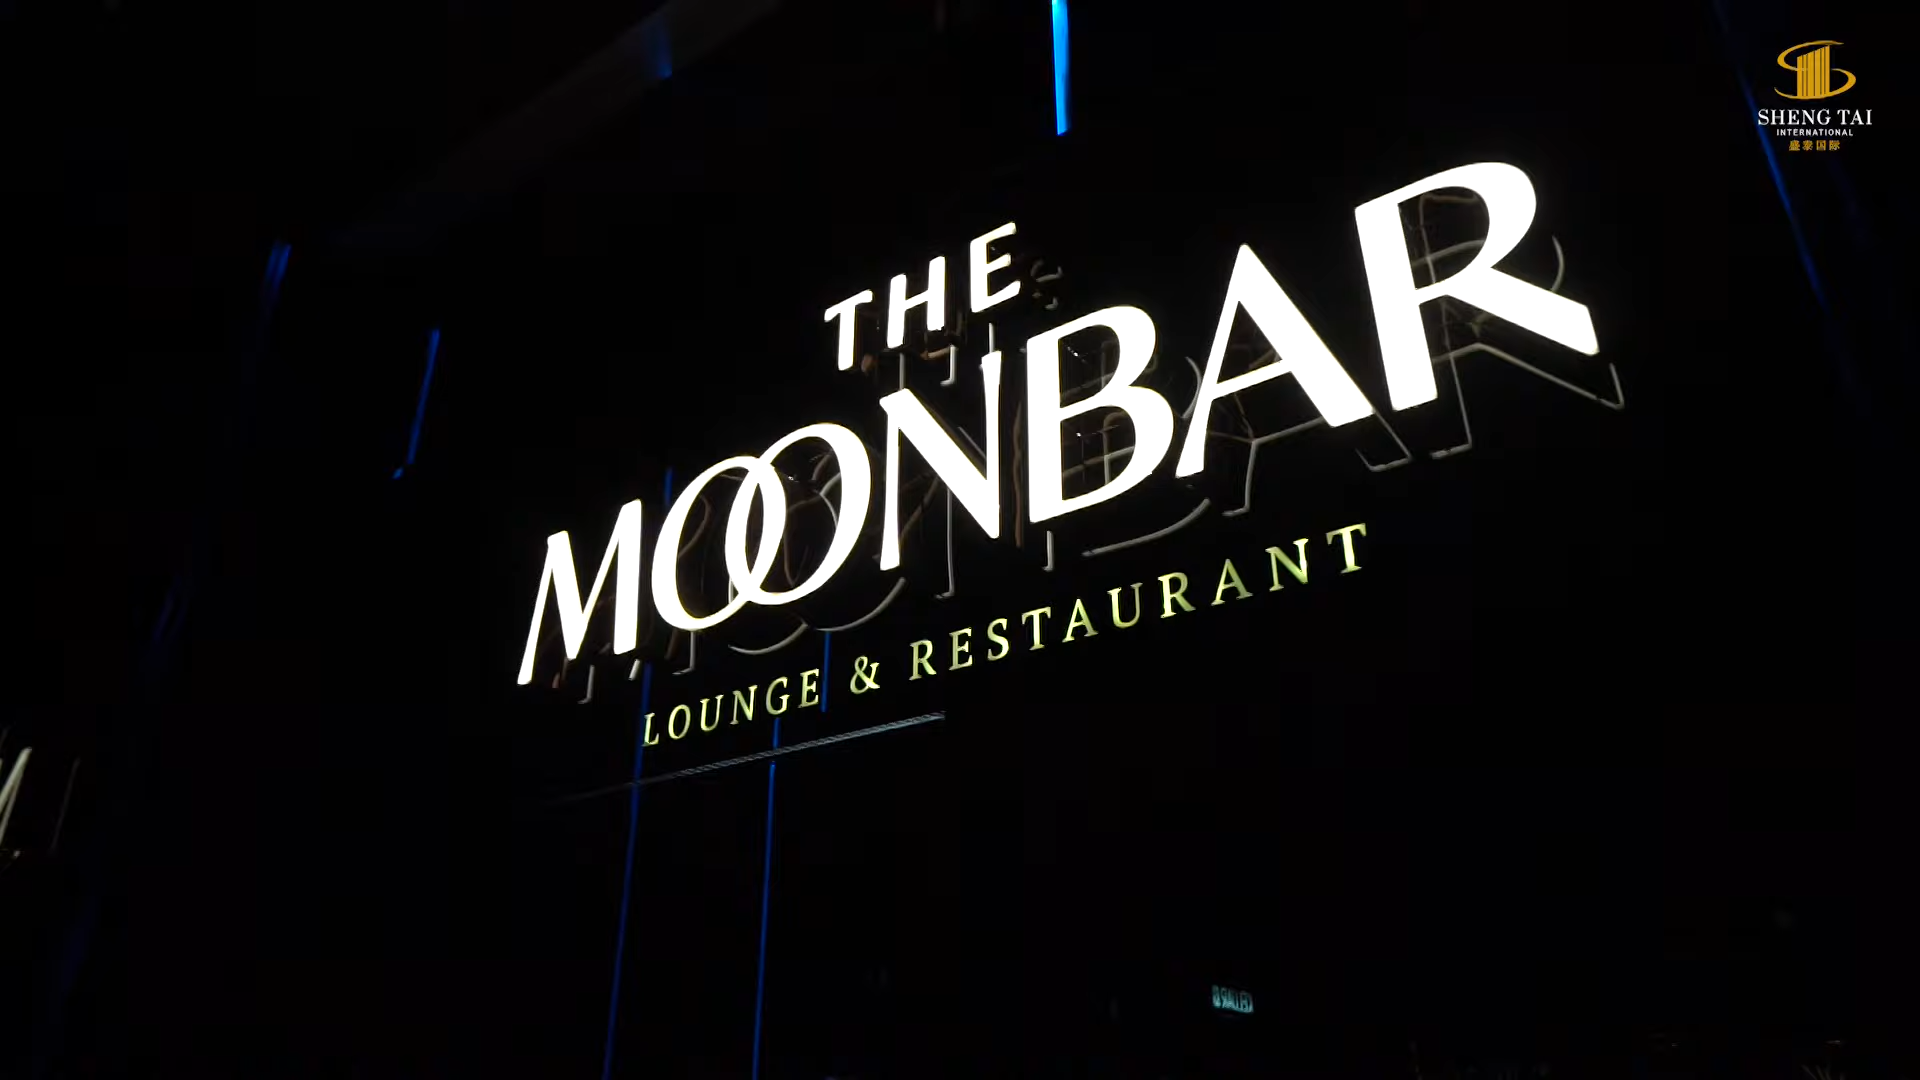 SHENG TAI
INTERNATIONAL
盛泰国际
THE
MOONBAR
LOUNGE & RESTAURANT